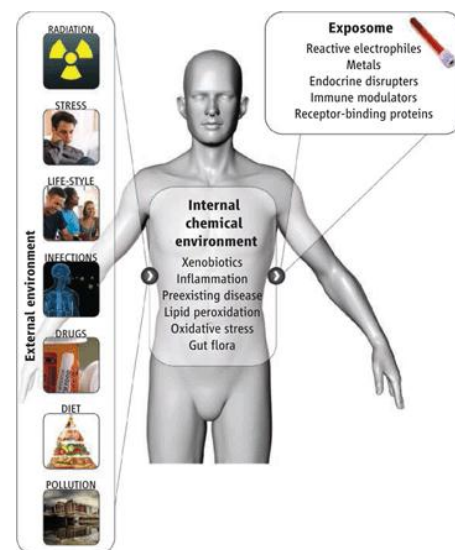 External environment
RADIATION
STRESS
LIFE-STYLE
INFECTIONS
DRUGS
DIET
POLLUTION
Internal
chemical
environment
Xenobiotics
Inflammation
Preexisting disease
Lipid peroxidation
Oxidative stress
Gut flora
Exposome
Reactive electrophiles
Metals
Endocrine disrupters
Immune modulators
Receptor-binding proteins